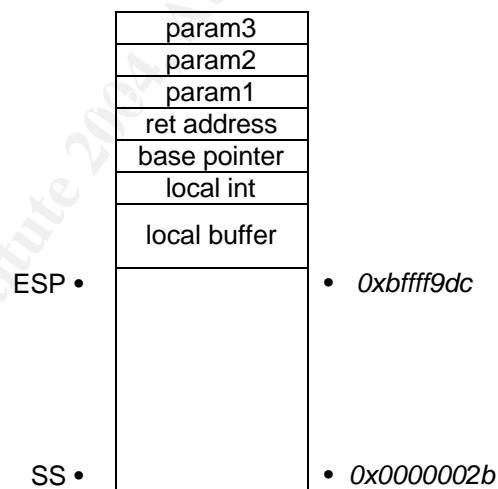 param3
param2
param1
ret address
base pointer
local int
local buffer
ESP • • 0xbffff9dc
SS • • 0x0000002b